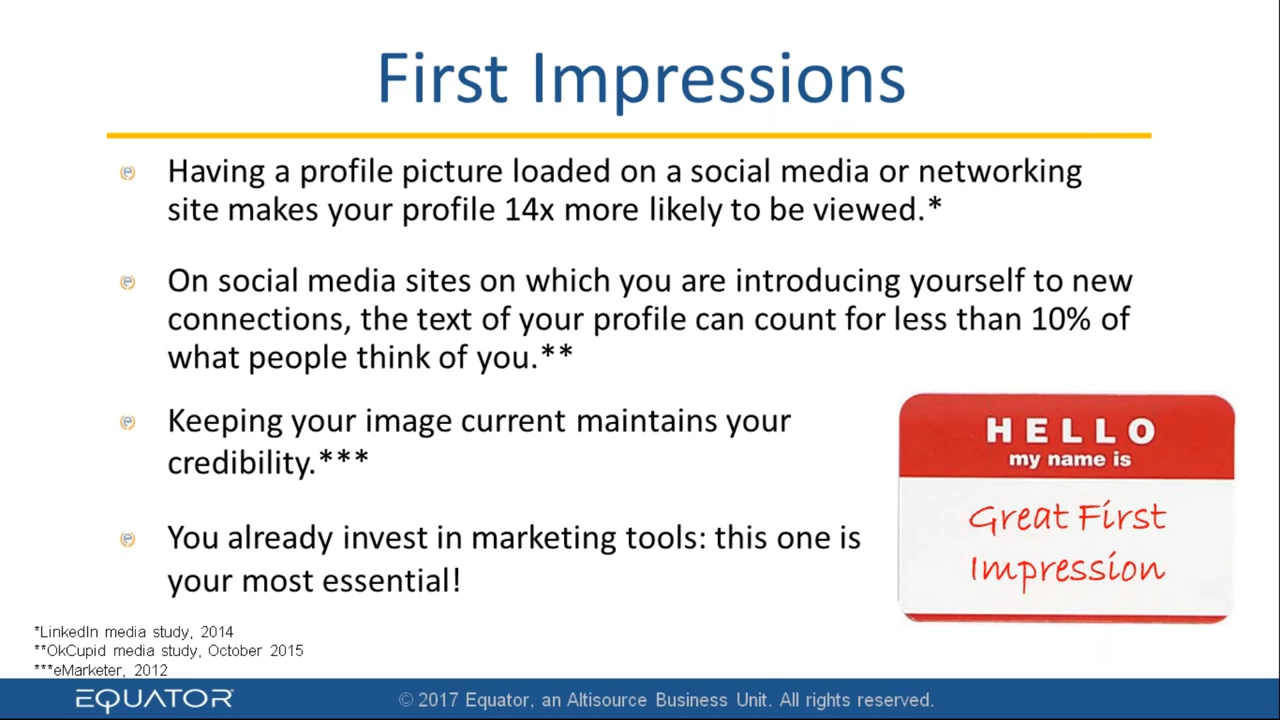 First Impressions
Having a profile picture loaded on a social media or networking
site makes your profile 14x more likely to be viewed.*
On social media sites on which you are introducing yourself to new
connections, the text of your profile can count for less than 10% of
what people think of you.**
Keeping your image current maintains your
credibility.***
You already invest in marketing tools: this one is
your most essential!
HELLO
my name is
Great First
Impression
*LinkedIn media study, 2014
**OkCupid media study, October 2015
***eMarketer, 2012
EQUATOR®
© 2017 Equator, an Altisource Business Unit. All rights reserved.